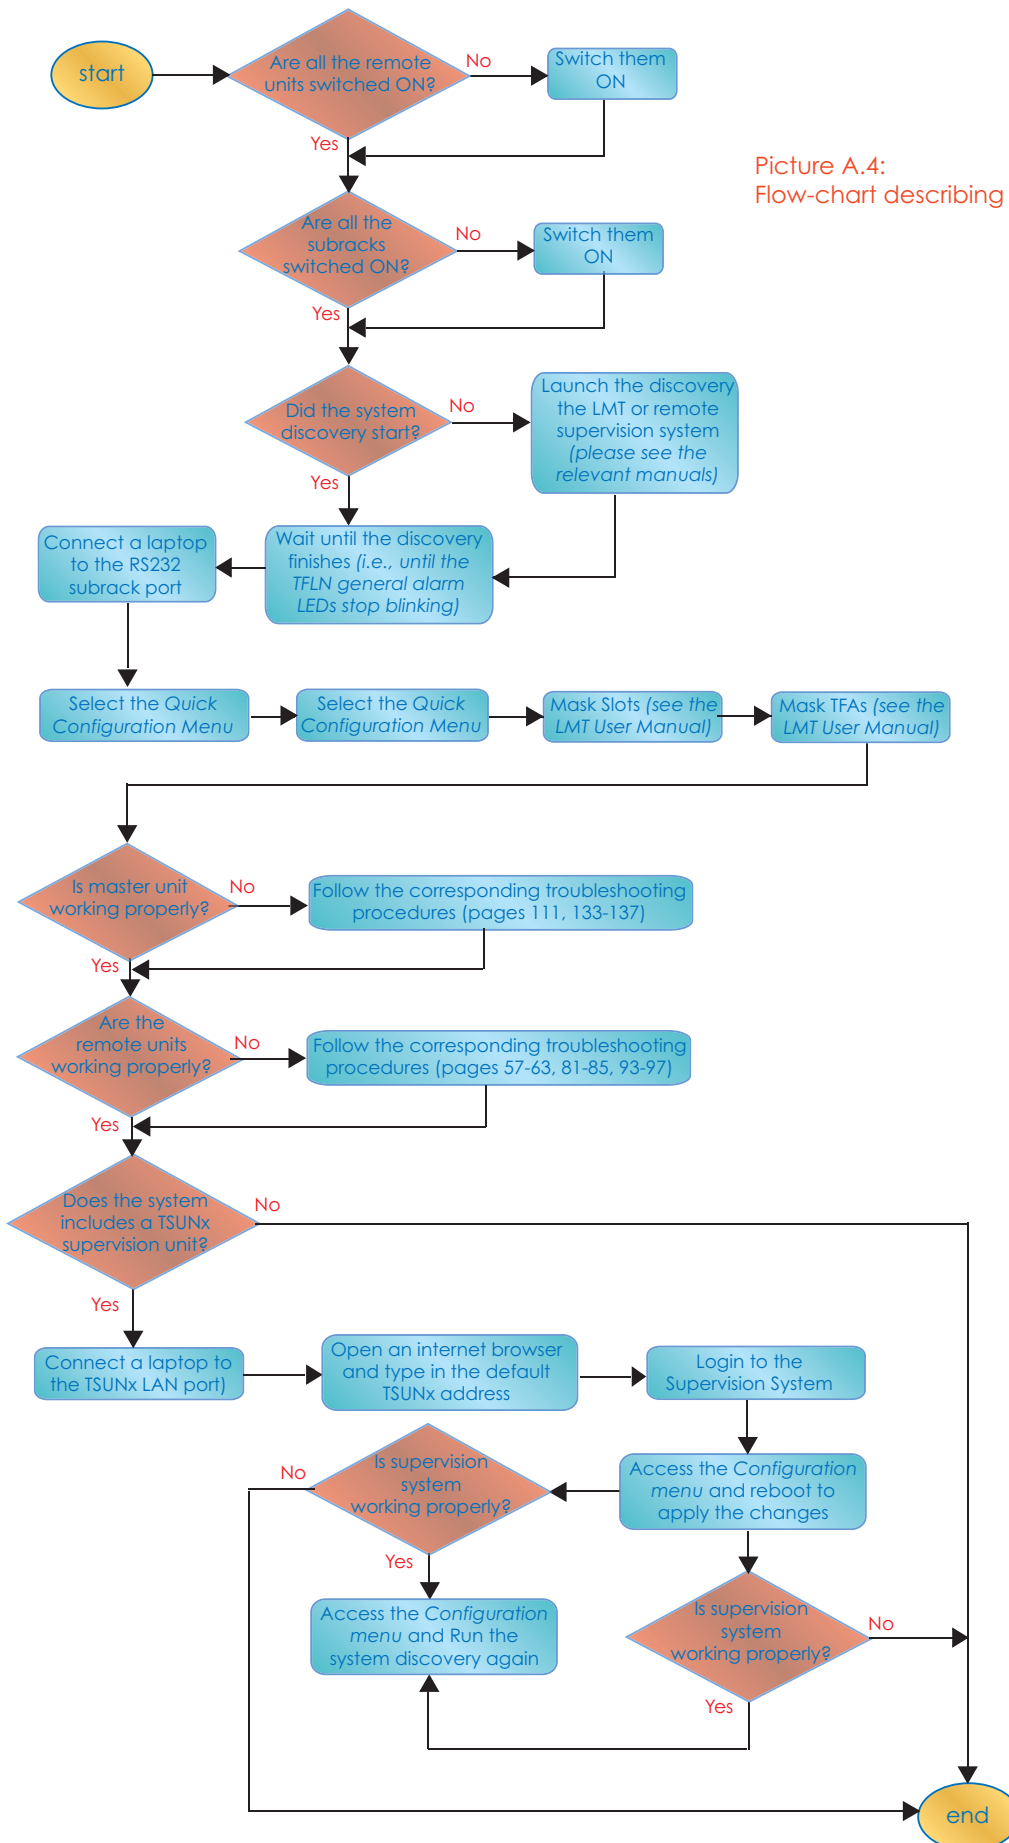 start
Are all the remote
units switched ON?
No
Switch them
ON
Yes
Picture A.4:
Flow-chart describing
Are all the
subracks
switched ON?
No
Switch them
ON
Yes
Did the system
discovery start?
No
Launch the discovery
the LMT or remote
supervision system
(please see the
relevant manuals)
Yes
Connect a laptop
to the RS232
subrack port
Wait until the discovery
finishes (i.e., until the
TFLN general alarm
LEDs stop blinking)
Select the Quick
Configuration Menu
Select the Quick
Configuration Menu
Mask Slots (see the
LMT User Manual)
Mask TFAs (see the
LMT User Manual)
Is master unit
working properly?
No
Follow the corresponding troubleshooting
procedures (pages 111, 133-137)
Yes
Are the
remote units
working properly?
No
Follow the corresponding troubleshooting
procedures (pages 57-63, 81-85, 93-97)
Yes
Does the system
includes a TSUNx
supervision unit?
No
Yes
Connect a laptop to
the TSUNx LAN port)
Open an internet browser
and type in the default
TSUNx address
Login to the
Supervision System
Is supervision
system
working properly?
No
Access the Configuration
menu and reboot to
apply the changes
Yes
Access the Configuration
menu and Run the
system discovery again
Is supervision
system
working properly?
No
Yes
end